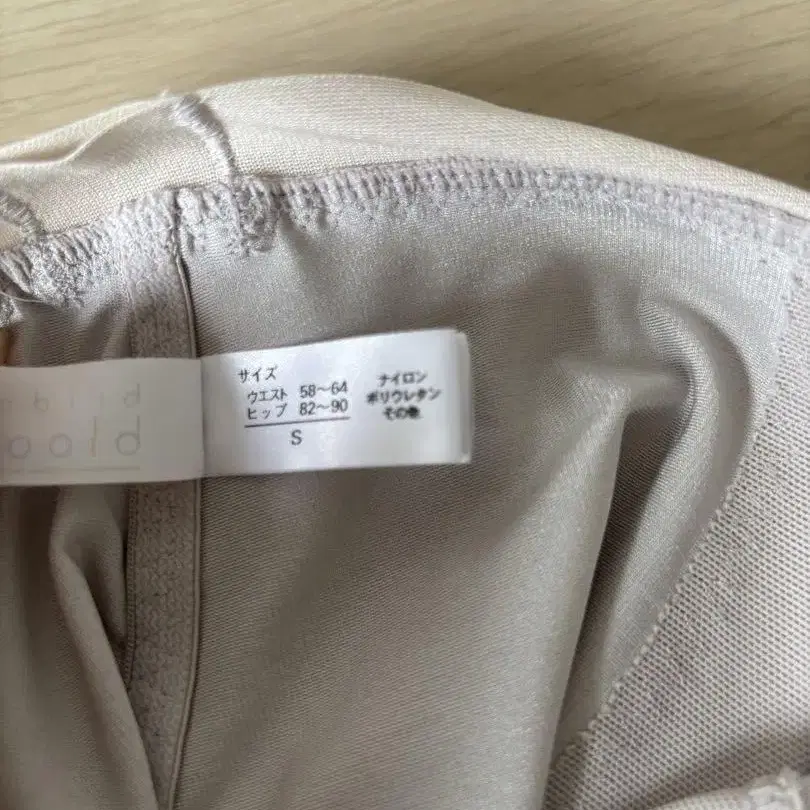 サイズ
ウエスト 58〜64
ヒップ 82〜90
S
ナイロン
ポリウレタン
その他